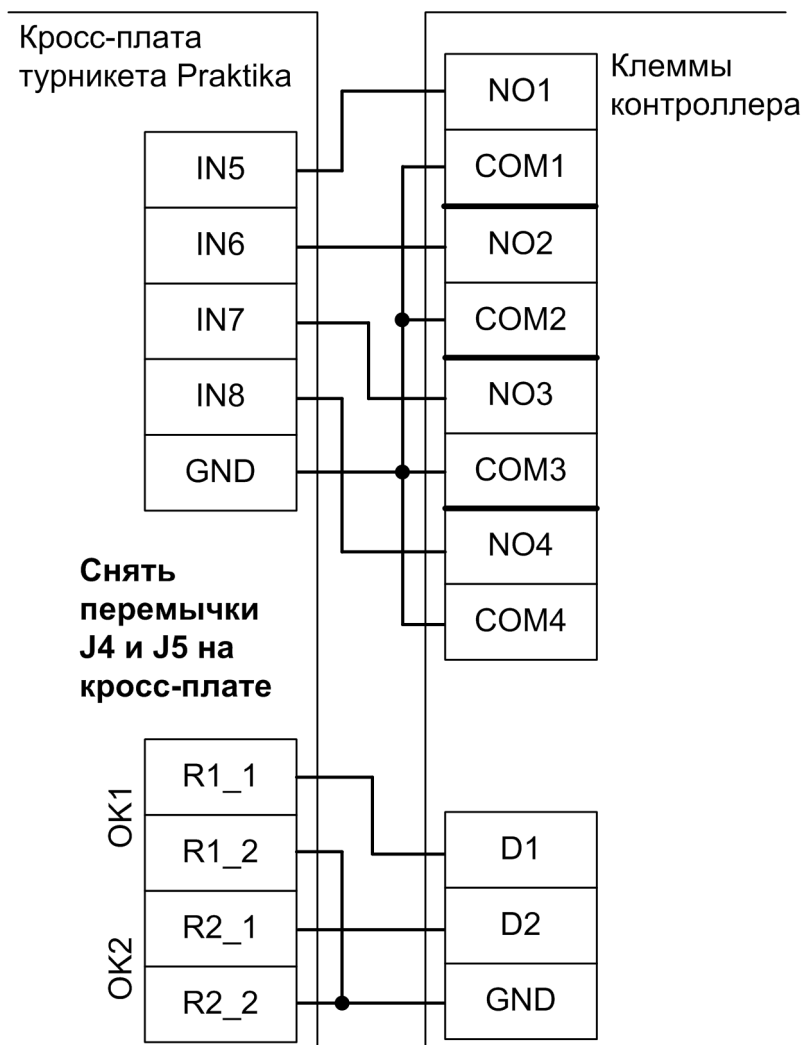 Кросс-плата
турникета Praktika
Клеммы
контроллера
NO1
COM1
NO2
COM2
NO3
COM3
NO4
COM4
IN5
IN6
IN7
IN8
GND
Снять
перемычки
J4 и J5 на
кросс-плате
OK1
R1_1
R1_2
OK2
R2_1
R2_2
D1
D2
GND